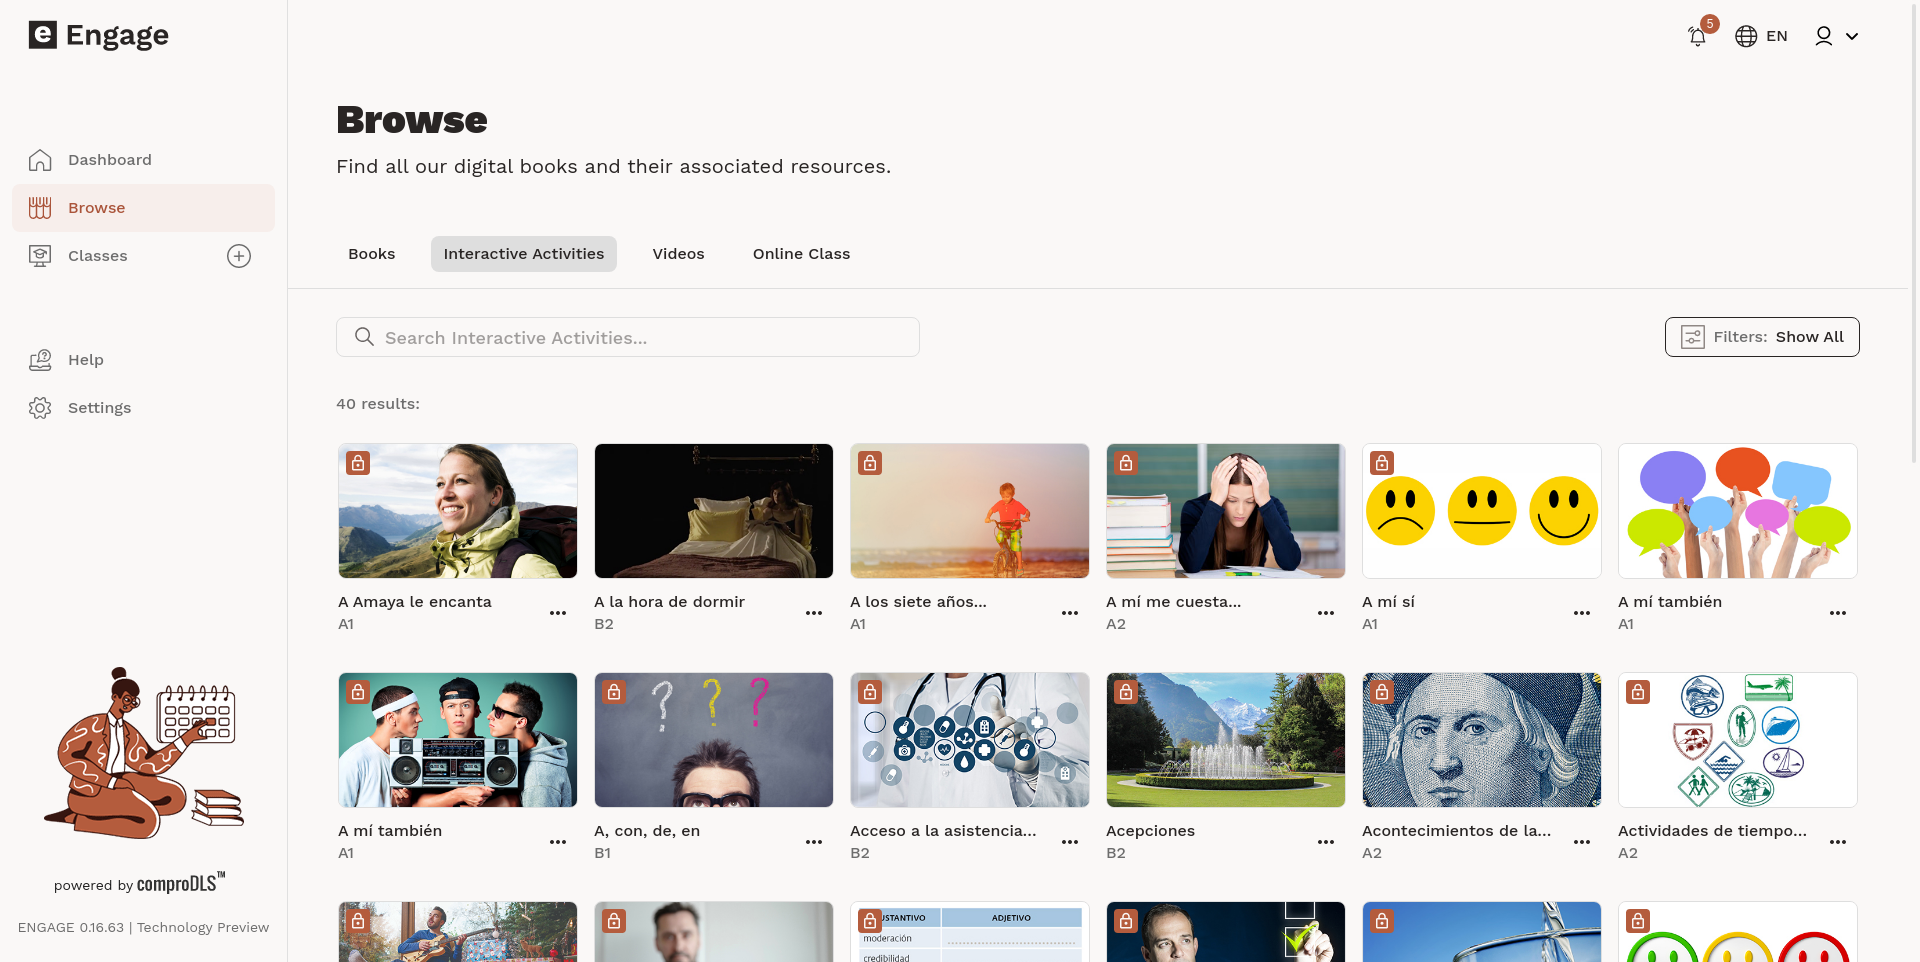 e Engage
5
EN
Dashboard
Browse
Classes
Help
Settings
powered by comproDLS™
ENGAGE 0.16.63 | Technology Preview
Browse
Find all our digital books and their associated resources.
Books Interactive Activities Videos Online Class
Search Interactive Activities...
Filters: Show All
40 results:
A Amaya le encanta
A1
A la hora de dormir
B2
A los siete años...
A1
A mí me cuesta...
A2
A mí sí
A1
A mí también
A1
? ? ?
A mí también
A1
A, con, de, en
B1
Acceso a la asistencia...
B2
Acepciones
B2
Acontecimientos de la...
A2
Actividades de tiempo...
A2
USTANTIVO ADJETIVO
moderación
credibilidad